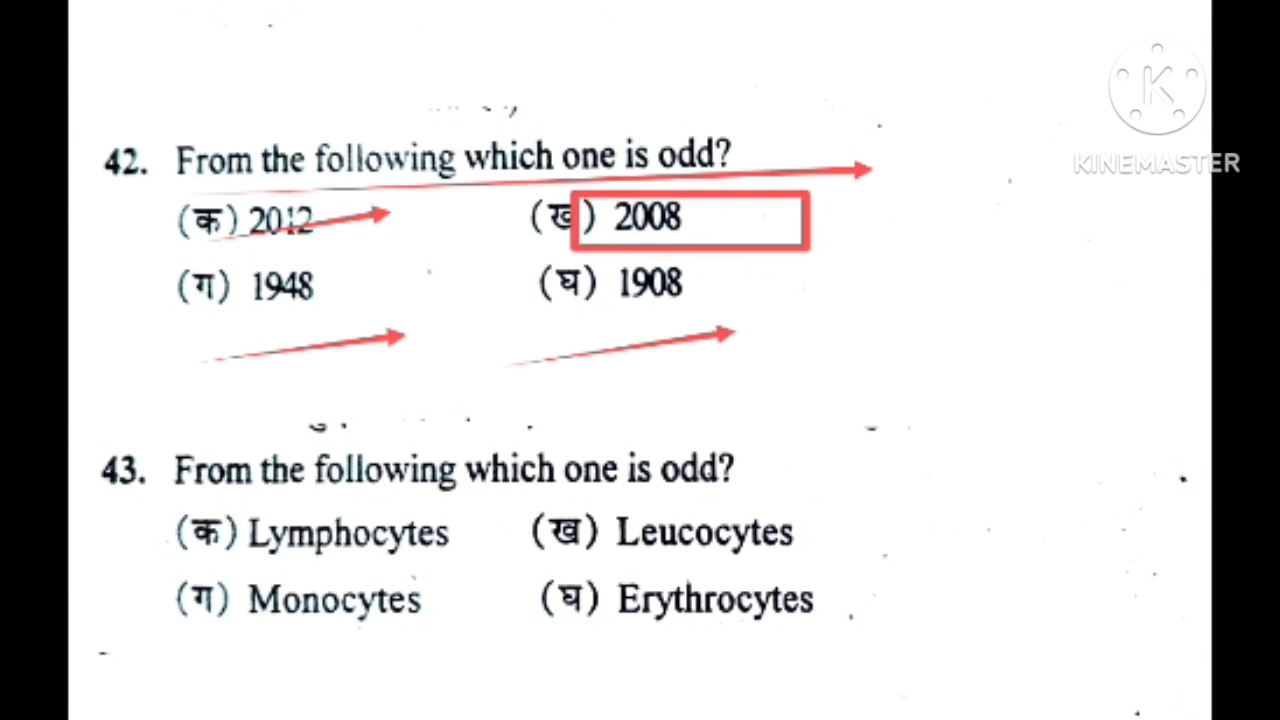 KINEMASTER
42. From the following which one is odd?
(क) 2012 (ख) 2008
(ग) 1948 (घ) 1908
43. From the following which one is odd?
(क) Lymphocytes (ख) Leucocytes
(ग) Monocytes (घ) Erythrocytes